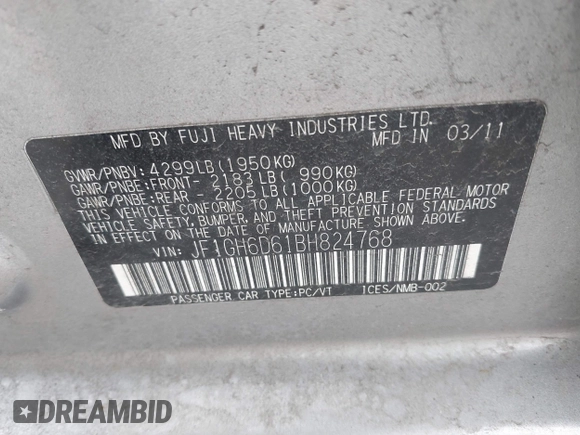 MFD BY FUJI HEAVY INDUSTRIES LTD.
MFD IN 03/11
GVWR/PNBV: 4299LB(1950KG)
GAWR/PNBE:FRONT- 2183LB( 990KG)
GAWR/PNBE:REAR - 2205LB(1000KG)
THIS VEHICLE CONFORMS TO ALL APPLICABLE FEDERAL MOTOR
VEHICLE SAFETY, BUMPER, AND THEFT PREVENTION STANDARDS
IN EFFECT ON THE DATE OF MANUFACTURE SHOWN ABOVE.
VIN: JF1GH6D61BH824768
PASSENGER CAR TYPE:PC/VT ICES/NMB-002
DREAMBID